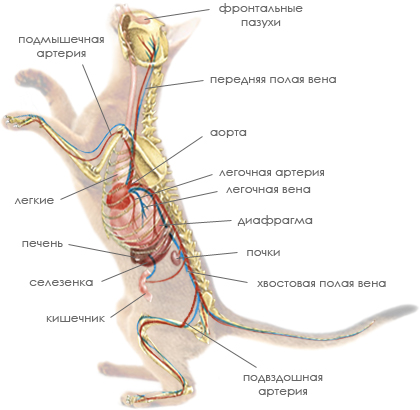 фронтальные
пазухи
подмышечная
артерия
передняя полая вена
аорта
легочная артерия
легочная вена
легкие
диафрагма
печень
почки
селезенка
хвостовая полая вена
кишечник
подвздошная
артерия